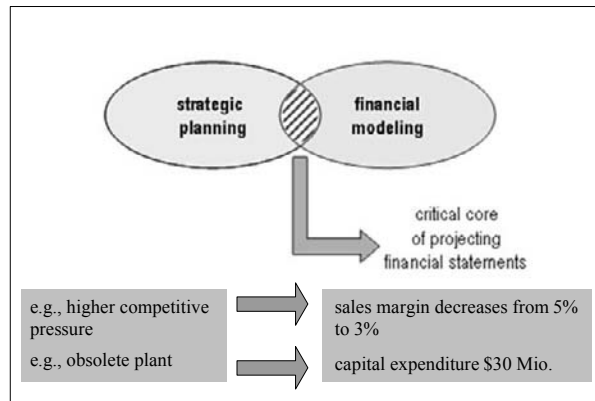 strategic
planning
financial
modeling
critical core
of projecting
financial statements
e.g., higher competitive
pressure
sales margin decreases from 5%
to 3%
e.g., obsolete plant
capital expenditure $30 Mio.